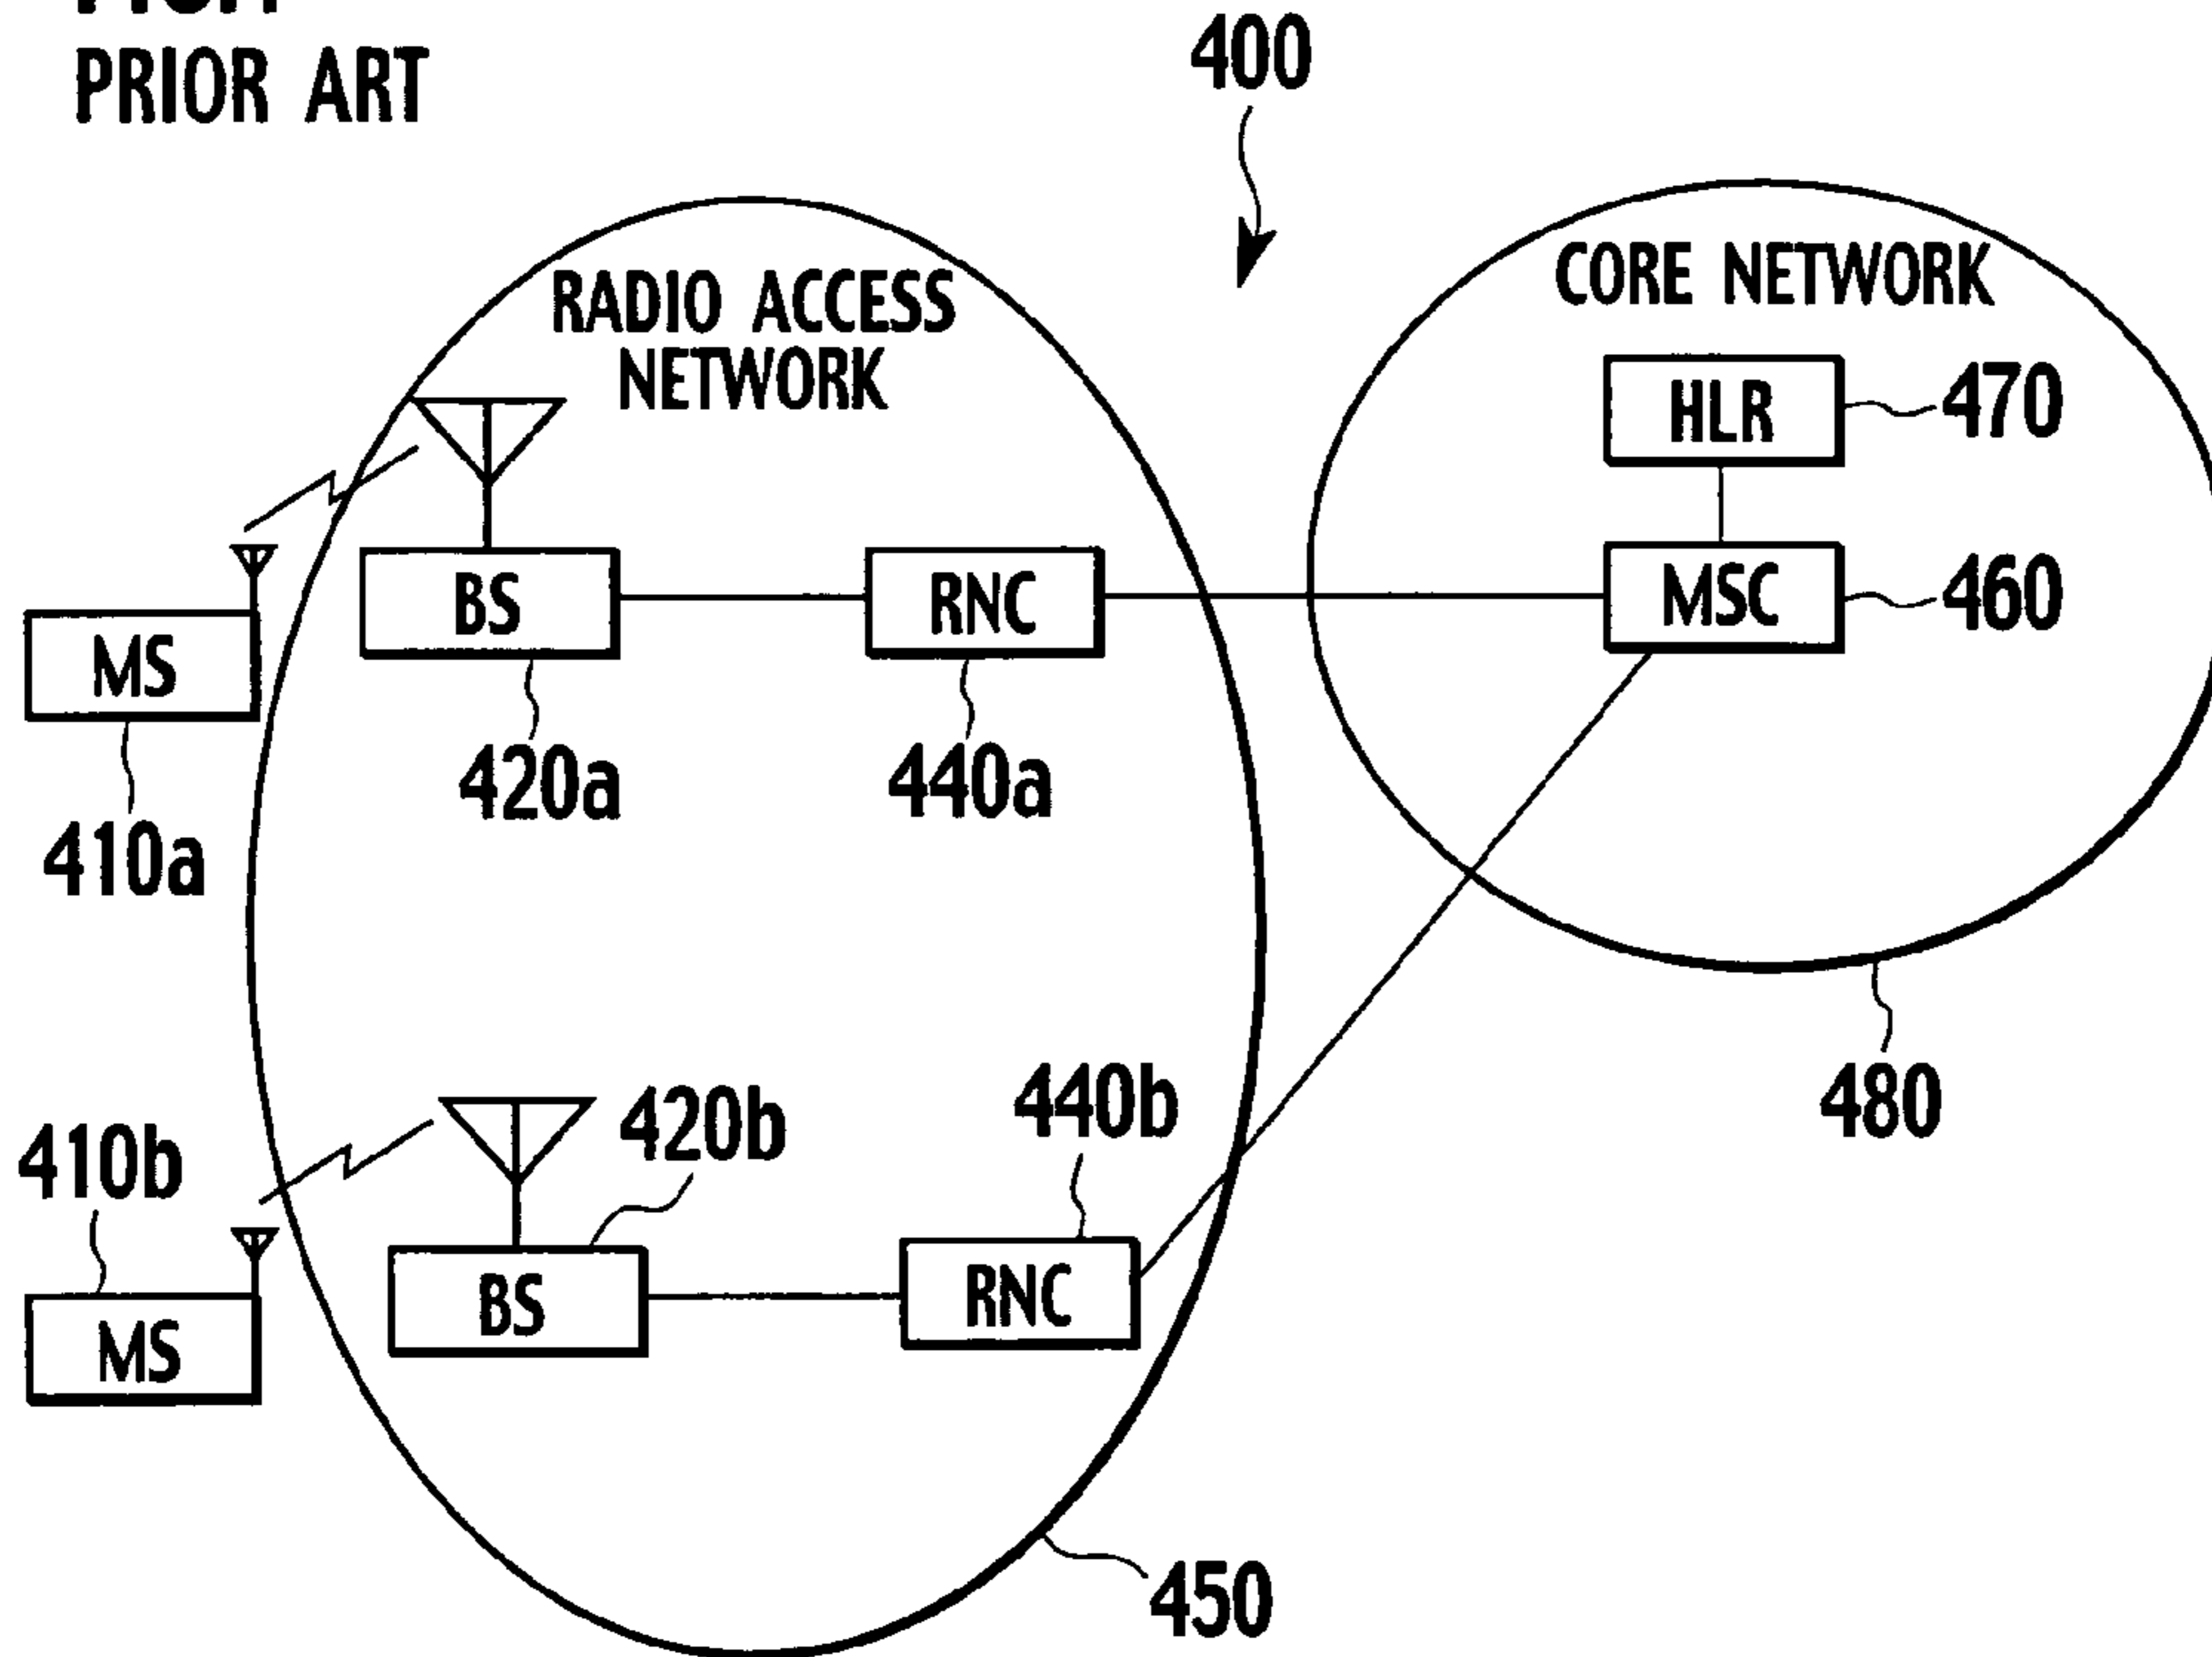 PRIOR ART
400
RADIO ACCESS
NETWORK
CORE NETWORK
HLR
470
BS
RNC
MSC
460
MS
420a
440a
410a
480
440b
420b
410b
BS
RNC
MS
450